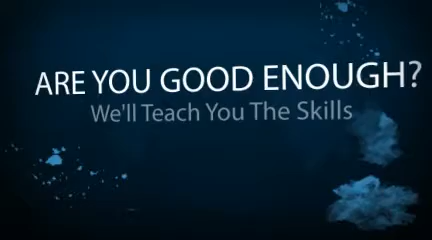 ARE YOU GOOD ENOUGH?
We'll Teach You The Skills